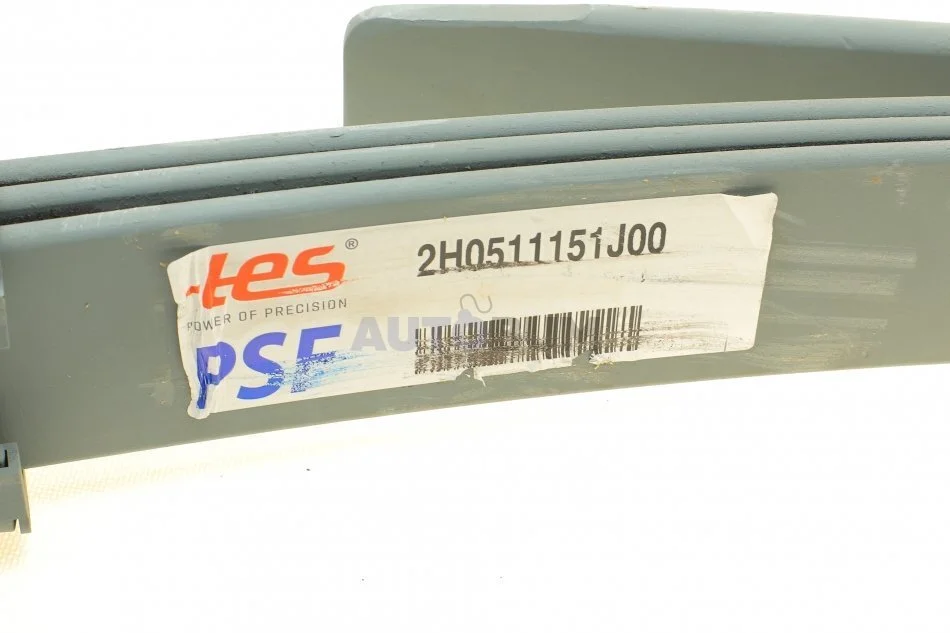 tes®
POWER OF PRECISION
2H0511151J00
PSF